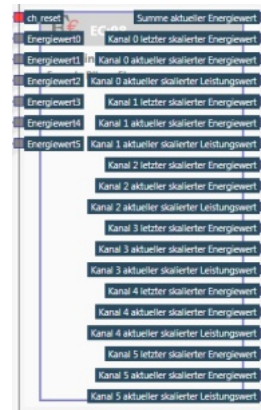 ch_reset Summe aktueller Energiewert
Energiewert0 Kanal 0 letzter skalierter Energiewert
Energiewert1 Kanal 0 aktueller skalierter Energiewert
Energiewert2 Kanal 0 aktueller skalierter Leistungswert
Energiewert3 Kanal 1 letzter skalierter Energiewert
Energiewert4 Kanal 1 aktueller skalierter Energiewert
Energiewert5 Kanal 1 aktueller skalierter Leistungswert
Kanal 2 letzter skalierter Energiewert
Kanal 2 aktueller skalierter Energiewert
Kanal 2 aktueller skalierter Leistungswert
Kanal 3 letzter skalierter Energiewert
Kanal 3 aktueller skalierter Energiewert
Kanal 3 aktueller skalierter Leistungswert
Kanal 4 letzter skalierter Energiewert
Kanal 4 aktueller skalierter Energiewert
Kanal 4 aktueller skalierter Leistungswert
Kanal 5 letzter skalierter Energiewert
Kanal 5 aktueller skalierter Energiewert
Kanal 5 aktueller skalierter Leistungswert